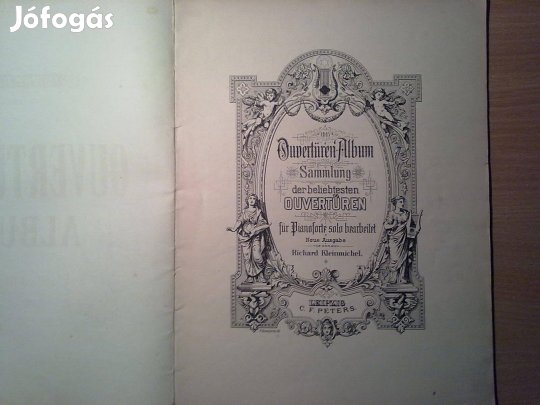 Jófogás
Ouvertüren-Album
Sammlung
der beliebtesten
OUVERTÜREN
für Pianoforte solo bearbeitet
Neue Ausgabe
Richard Kleinmichel.
LEIPZIG
C. F. PETERS.